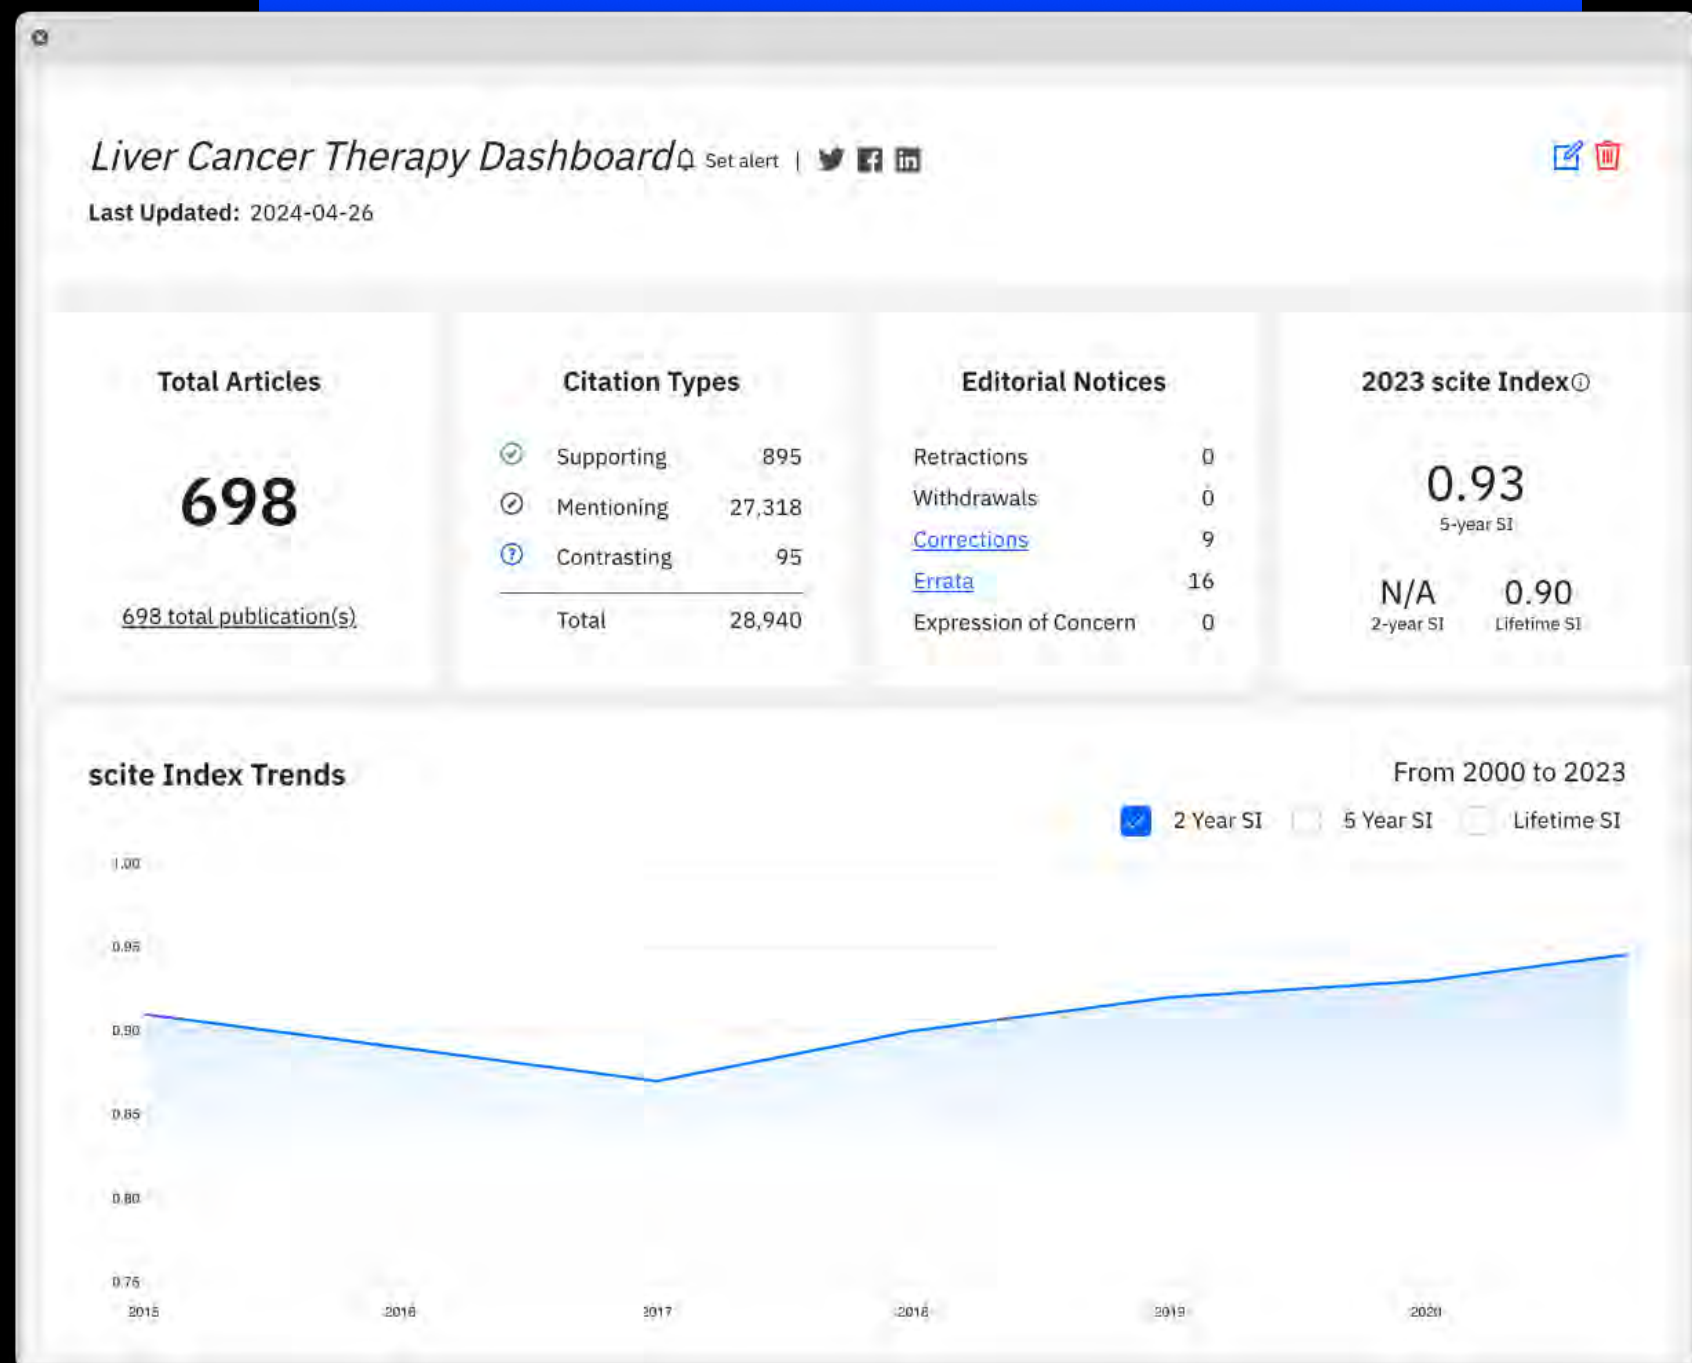 Liver Cancer Therapy Dashboard Set alert |
Last Updated: 2024-04-26
Total Articles
698
698 total publication(s)
Citation Types
Supporting 895
Mentioning 27,318
Contrasting 95
Total 28,940
Editorial Notices
Retractions 0
Withdrawals 0
Corrections 9
Errata 16
Expression of Concern 0
2023 scite Index
0.93
5-year SI
N/A 0.90
2-year SI Lifetime SI
scite Index Trends
From 2000 to 2023
2 Year SI 5 Year SI Lifetime SI
1.00
0.95
0.90
0.85
0.80
0.75
2015 2016 2017 2018 2019 2020